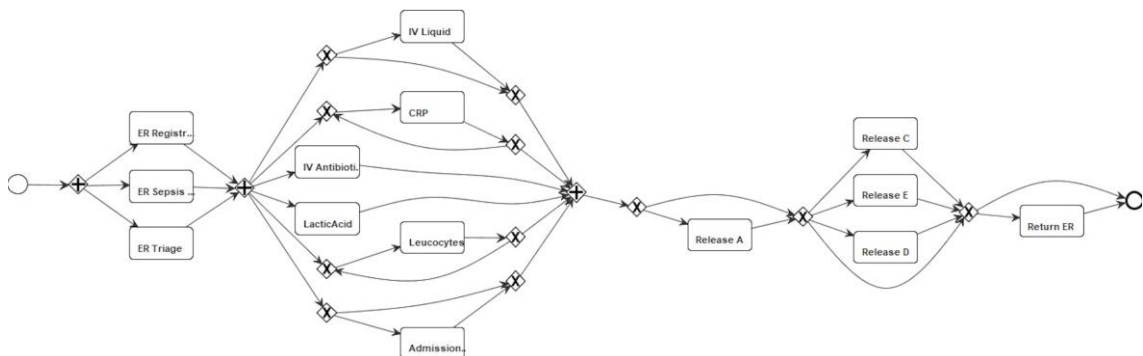 IV Liquid
CRP
ER Registr...
ER Sepsis ...
ER Triage
IV Antibioti...
LacticAcid
Leucocytes
Admission...
Release A
Release C
Release E
Release D
Return ER